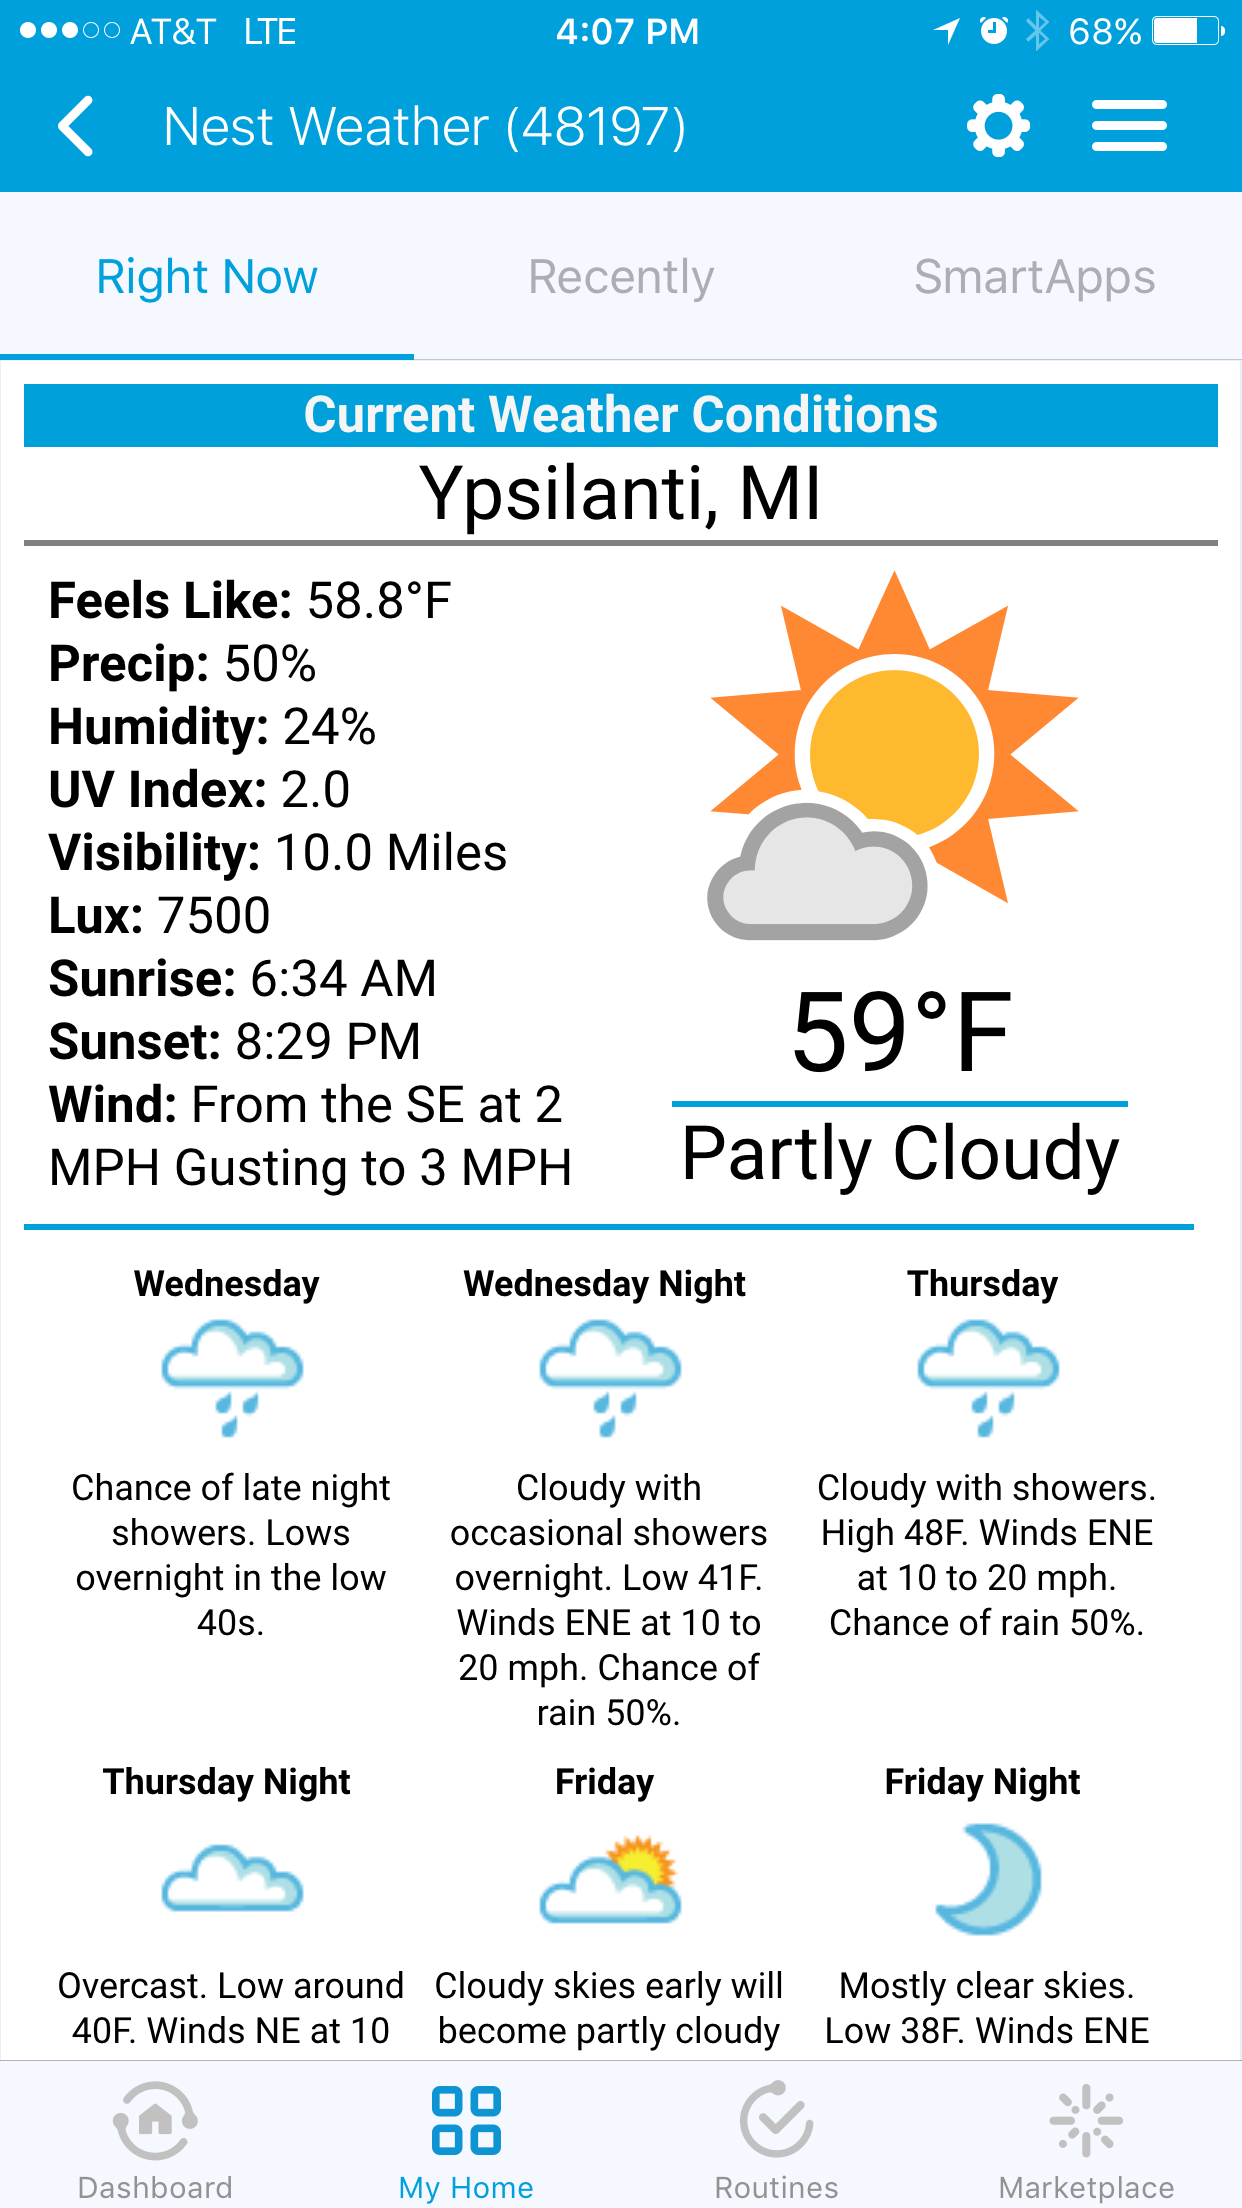 AT&T LTE 4:07 PM 68%
Nest Weather (48197)
Right Now Recently SmartApps
Current Weather Conditions
Ypsilanti, MI
Feels Like: 58.8°F
Precip: 50%
Humidity: 24%
UV Index: 2.0
Visibility: 10.0 Miles
Lux: 7500
Sunrise: 6:34 AM
Sunset: 8:29 PM
Wind: From the SE at 2
MPH Gusting to 3 MPH
59°F
Partly Cloudy
Wednesday
Chance of late night
showers. Lows
overnight in the low
40s.
Wednesday Night
Cloudy with
occasional showers
overnight. Low 41F.
Winds ENE at 10 to
20 mph. Chance of
rain 50%.
Thursday
Cloudy with showers.
High 48F. Winds ENE
at 10 to 20 mph.
Chance of rain 50%.
Thursday Night
Overcast. Low around
40F. Winds NE at 10
Friday
Cloudy skies early will
become partly cloudy
Friday Night
Mostly clear skies.
Low 38F. Winds ENE
Dashboard My Home Routines Marketplace